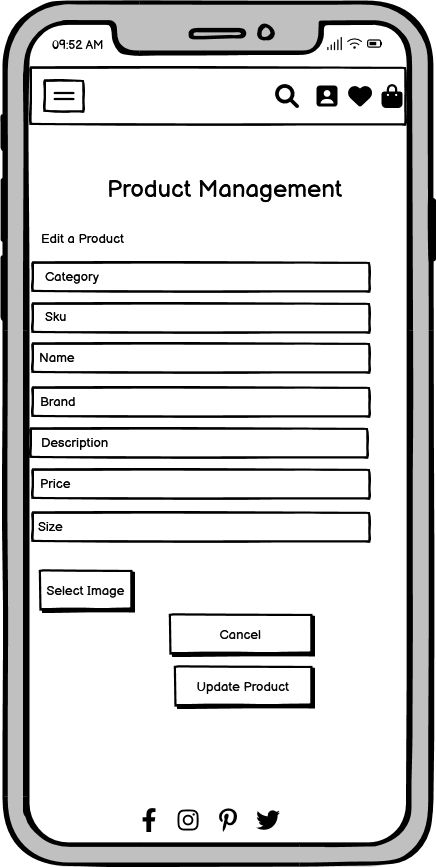 09:52 AM
Product Management
Edit a Product
Category
Sku
Name
Brand
Description
Price
Size
Select Image
Cancel
Update Product